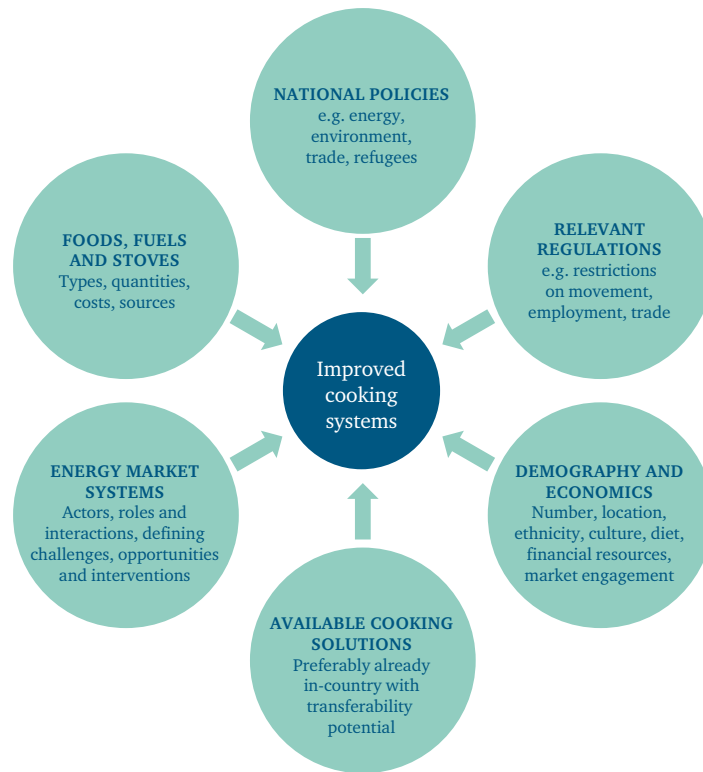 NATIONAL POLICIES
e.g. energy,
environment,
trade, refugees
FOODS, FUELS
AND STOVES
Types, quantities,
costs, sources
RELEVANT
REGULATIONS
e.g. restrictions
on movement,
employment, trade
Improved
cooking
systems
ENERGY MARKET
SYSTEMS
Actors, roles and
interactions, defining
challenges, opportunities
and interventions
DEMOGRAPHY AND
ECONOMICS
Number, location,
ethnicity, culture, diet,
financial resources,
market engagement
AVAILABLE COOKING
SOLUTIONS
Preferably already
in-country with
transferability
potential